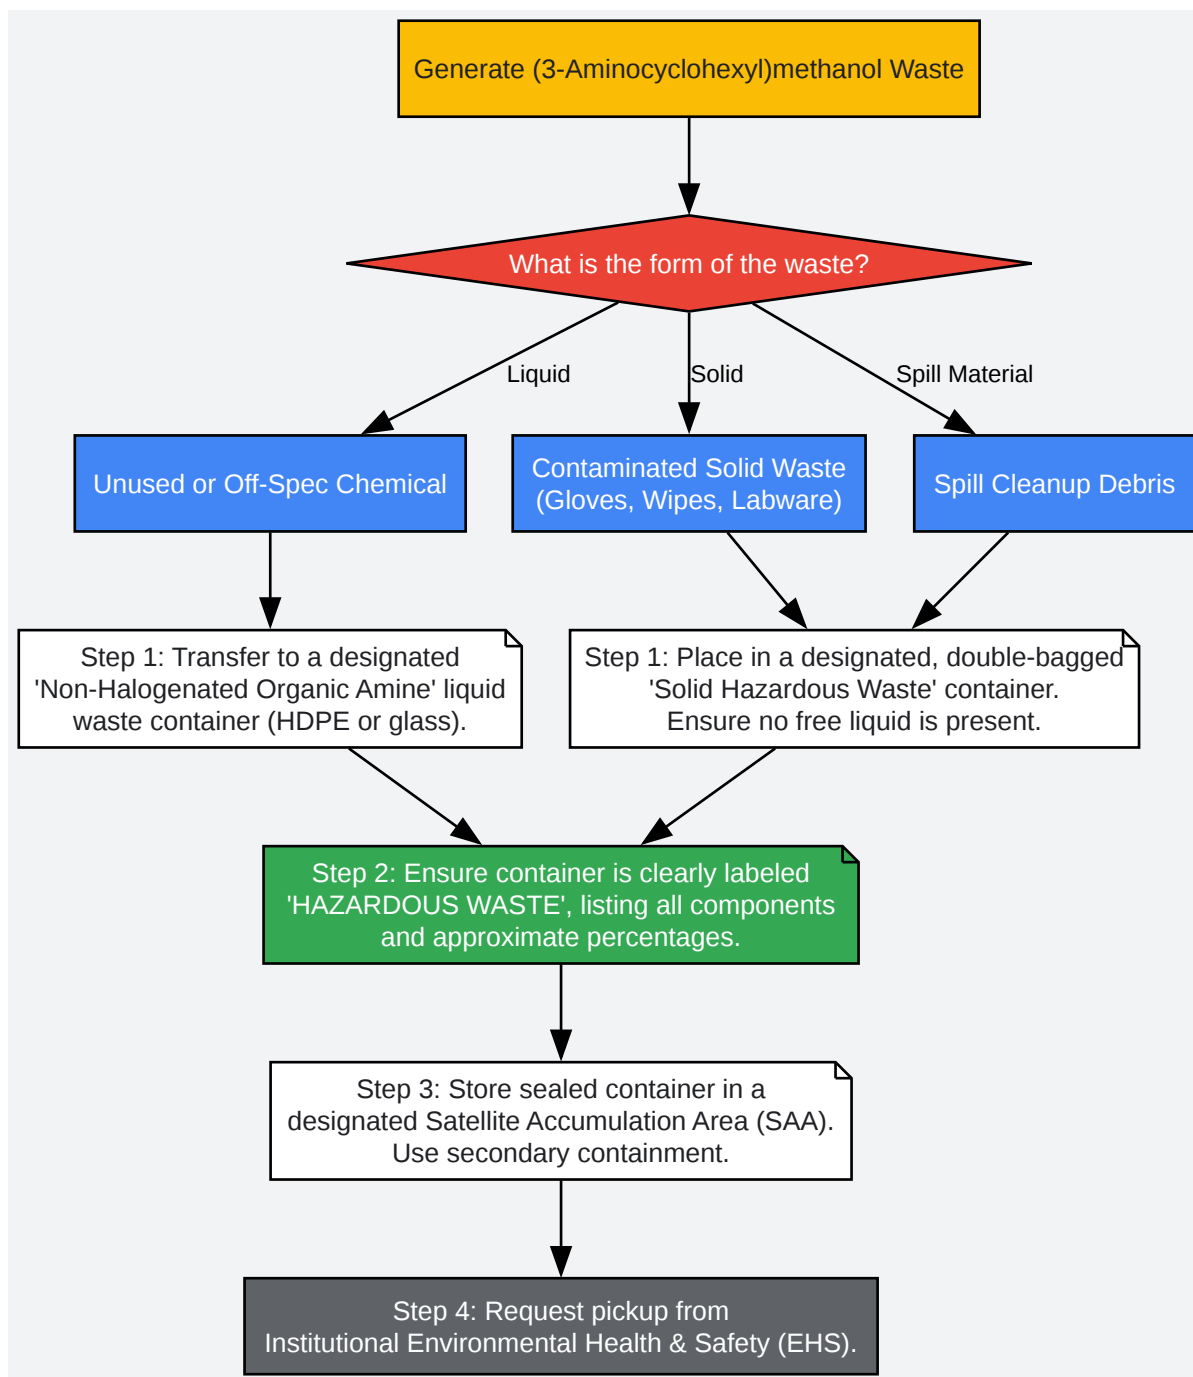 Generate (3-Aminocyclohexyl)methanol Waste
What is the form of the waste?
Liquid
Solid
Spill Material
Unused or Off-Spec Chemical
Contaminated Solid Waste
(Gloves, Wipes, Labware)
Spill Cleanup Debris
Step 1: Transfer to a designated
'Non-Halogenated Organic Amine' liquid
waste container (HDPE or glass).
Step 1: Place in a designated, double-bagged
'Solid Hazardous Waste' container.
Ensure no free liquid is present.
Step 2: Ensure container is clearly labeled
'HAZARDOUS WASTE', listing all components
and approximate percentages.
Step 3: Store sealed container in a
designated Satellite Accumulation Area (SAA).
Use secondary containment.
Step 4: Request pickup from
Institutional Environmental Health & Safety (EHS).